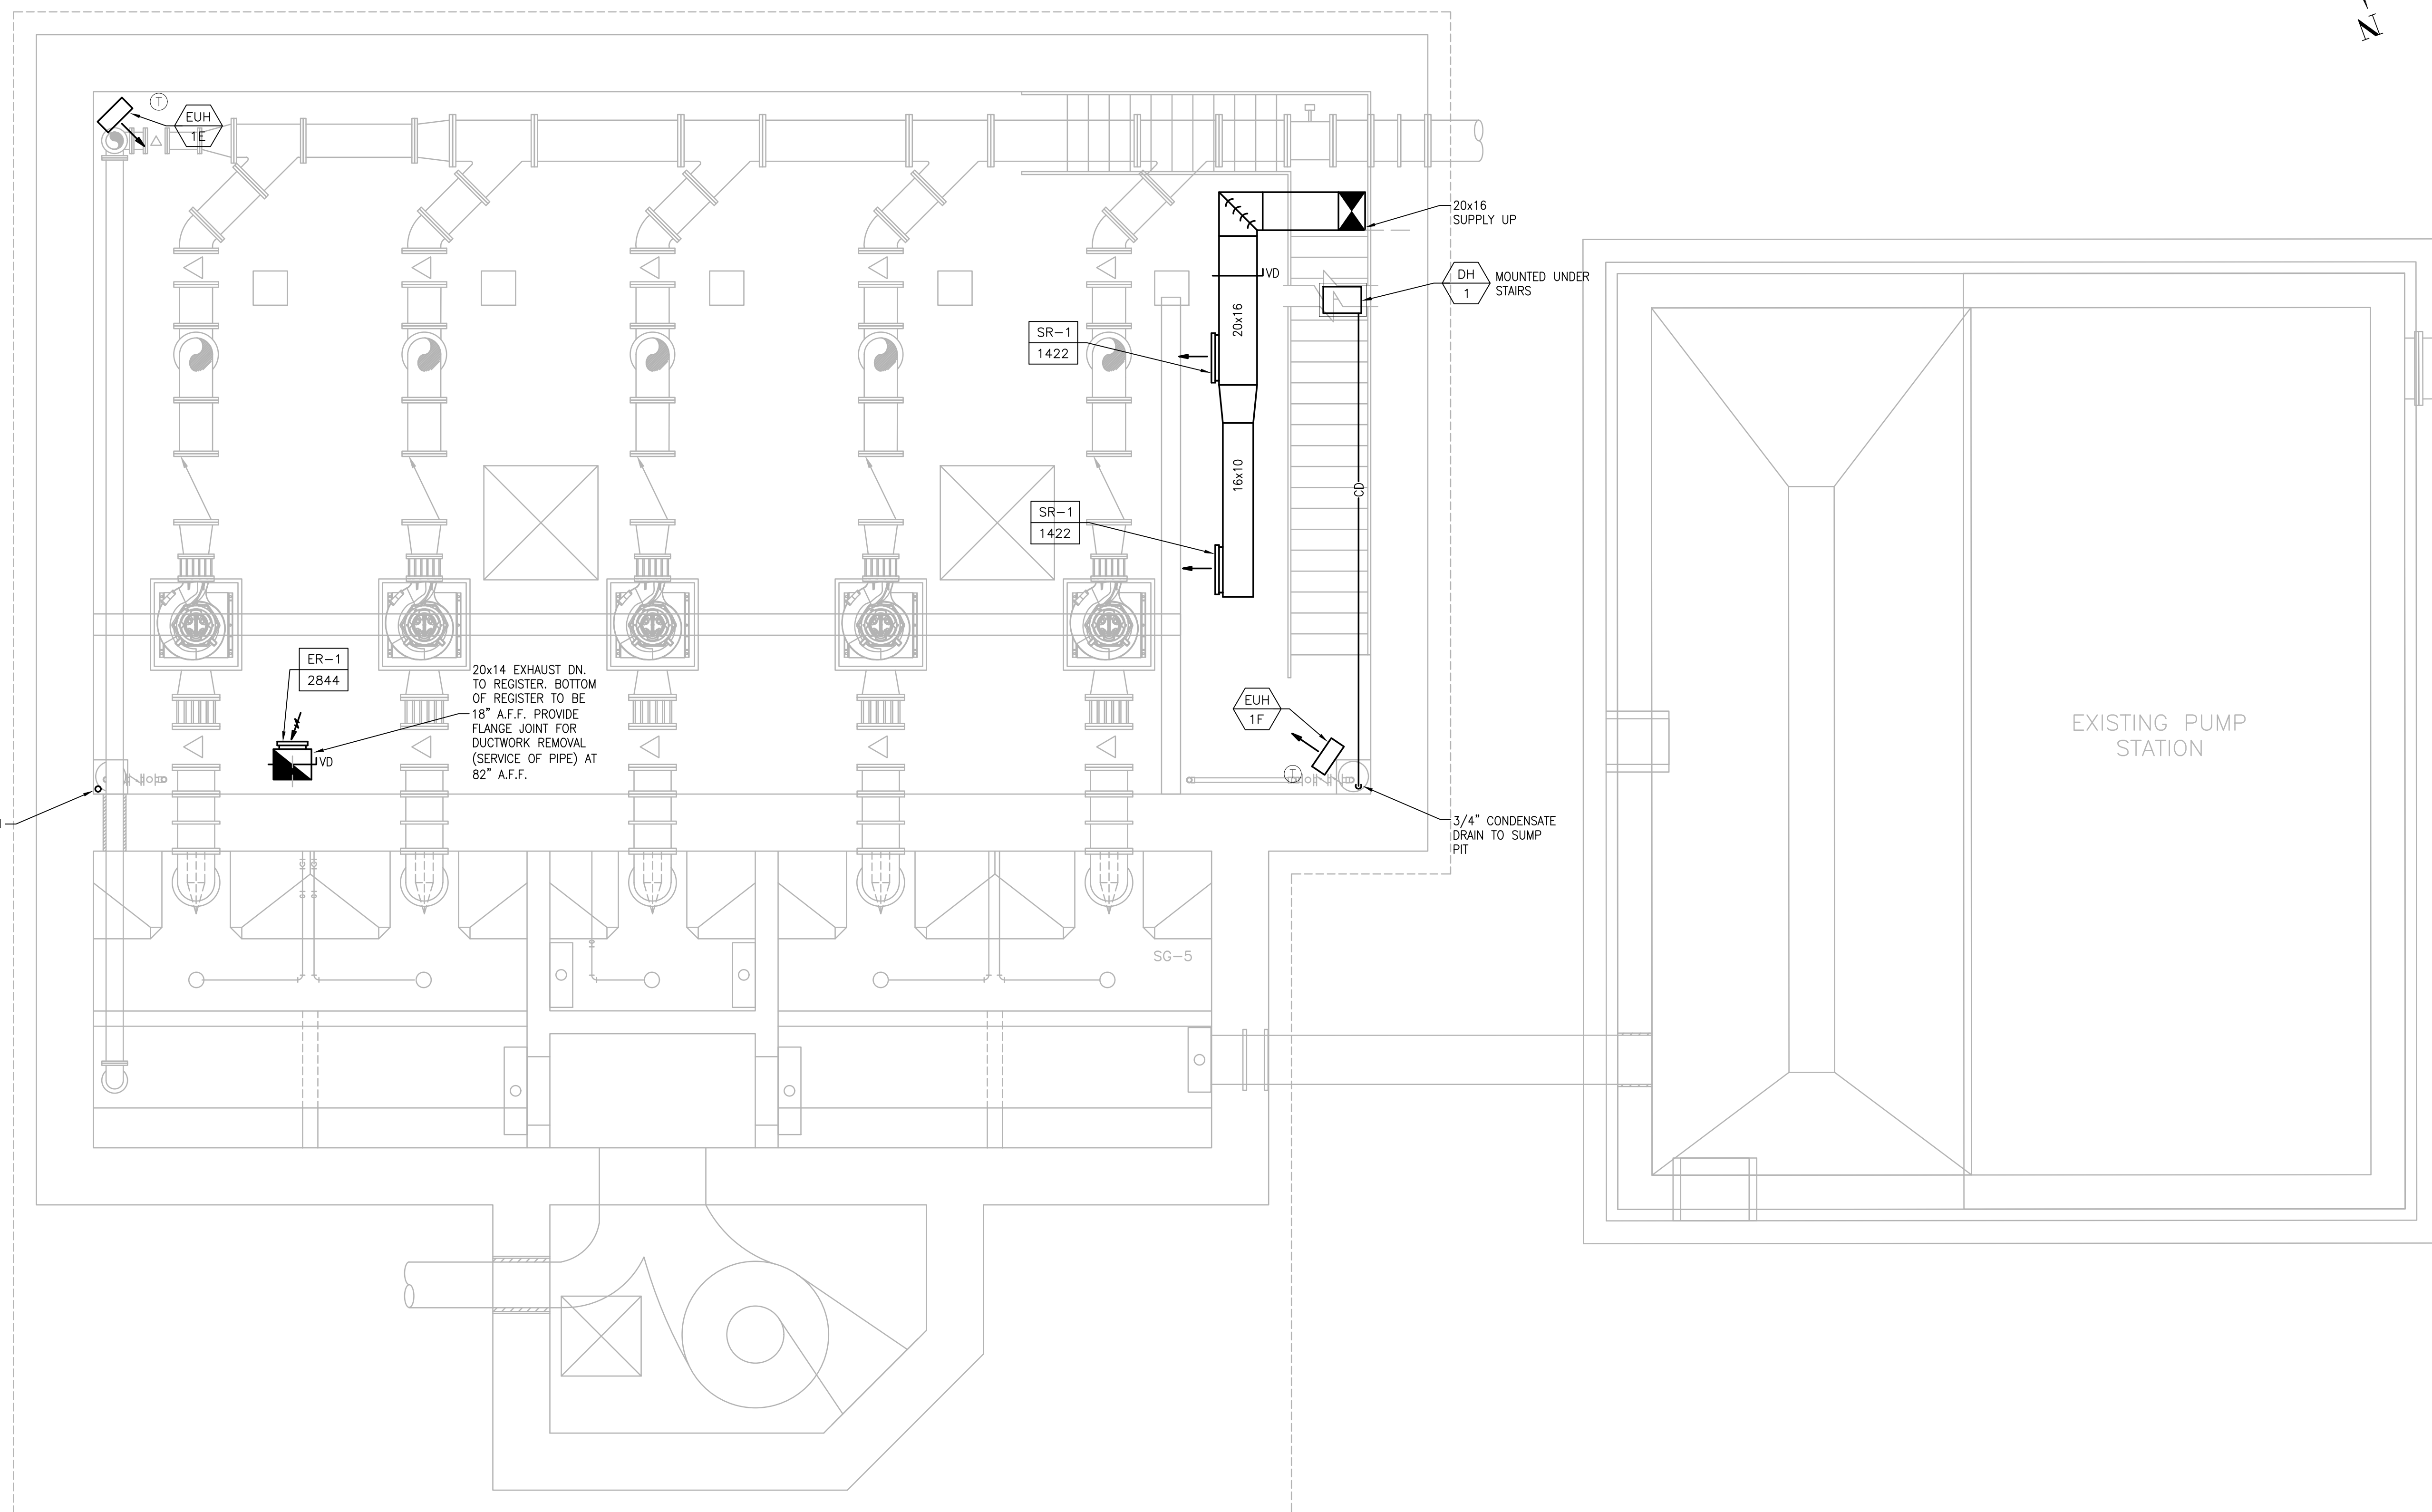 N
T
EUH
1E
20x16
SUPPLY UP
VD
DH
1
MOUNTED UNDER
STAIRS
20x16
SR-1
1422
16x10
CD
SR-1
1422
ER-1
2844
20x14 EXHAUST DN.
TO REGISTER. BOTTOM
OF REGISTER TO BE
18" A.F.F. PROVIDE
FLANGE JOINT FOR
DUCTWORK REMOVAL
(SERVICE OF PIPE) AT
82" A.F.F.
VD
EUH
1F
T
EXISTING PUMP
STATION
3/4" CONDENSATE
DRAIN TO SUMP
PIT
SG-5